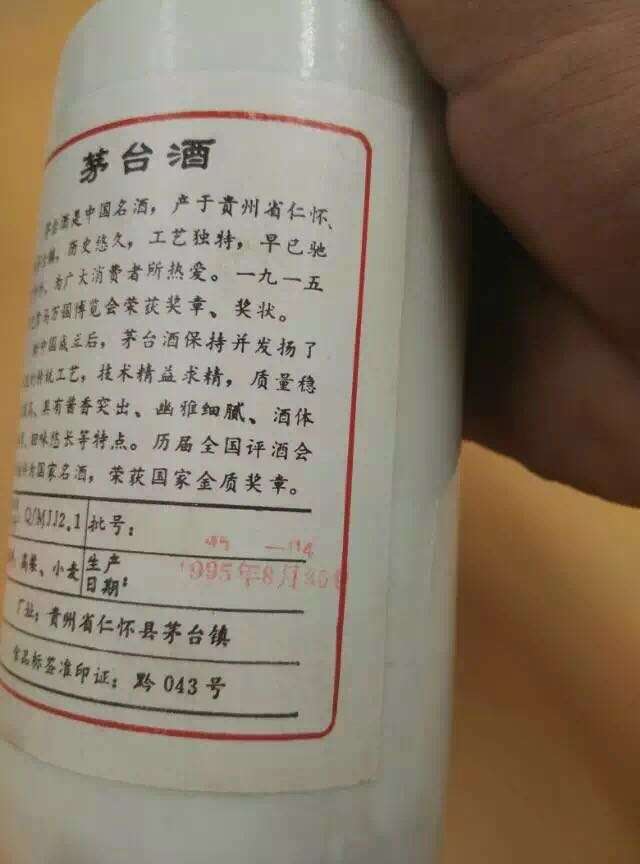 茅台酒
台酒是中国名酒，产于贵州省仁怀、
历史悠久，工艺独特，早已驰
为广大消费者所热爱。一九一五
万国博览会荣获奖章、奖状。
中国成立后，茅台酒保持并发扬了
传统工艺，技术精益求精，质量稳
具有酱香突出、幽雅细腻、酒体
回味悠长等特点。历届全国评酒会
为国家名酒，荣获国家金质奖章。
Q/MJJ2.1 批号：
高粱、小麦 生产日期： 1995年8月30日
厂址：贵州省仁怀县茅台镇
食品标签准印证：黔 043 号